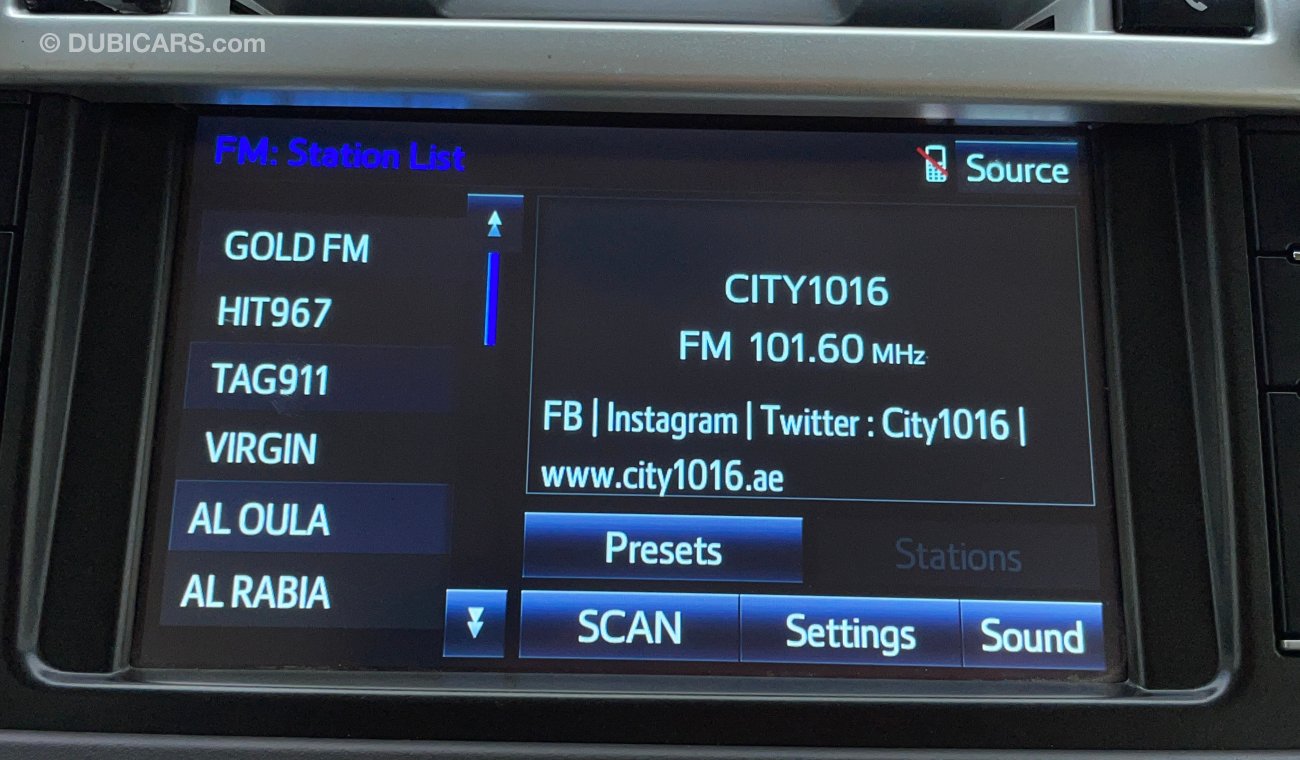 © DUBICARS.com
FM: Station List
Source
GOLD FM
HIT967
TAG911
VIRGIN
AL OULA
AL RABIA
CITY1016
FM 101.60 MHz
FB | Instagram | Twitter : City1016 |
www.city1016.ae
Presets
Stations
SCAN
Settings
Sound